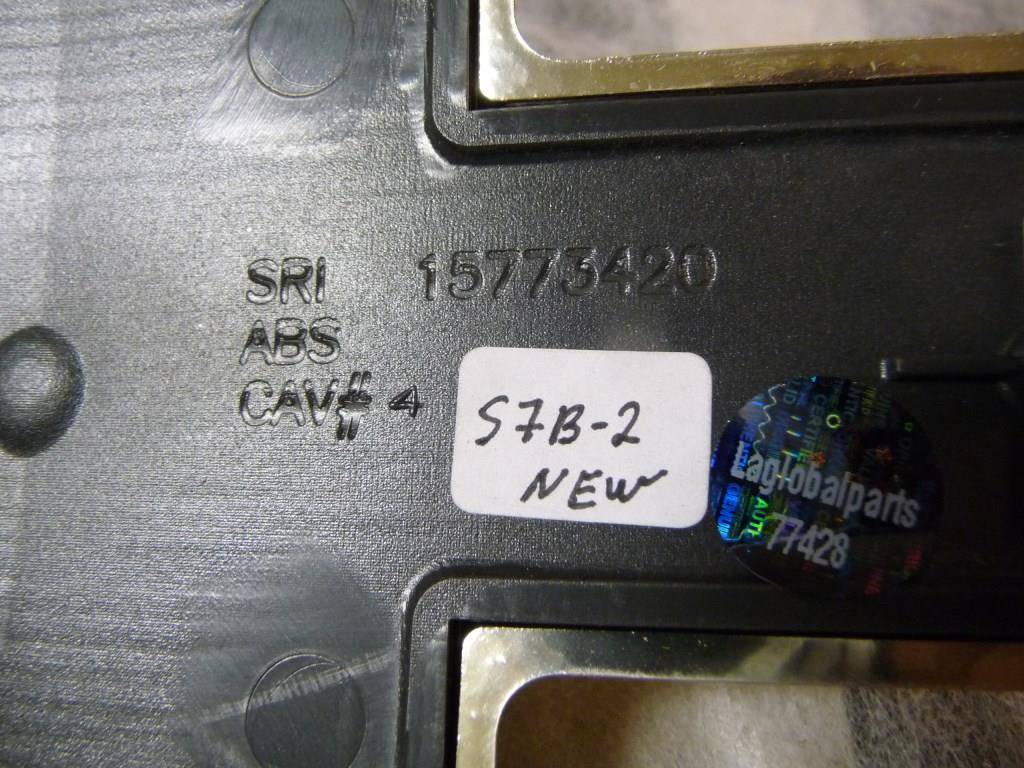 SRI 15773420
ABS
CAV# 4
S7B-2
NEW
laglobalparts
77428